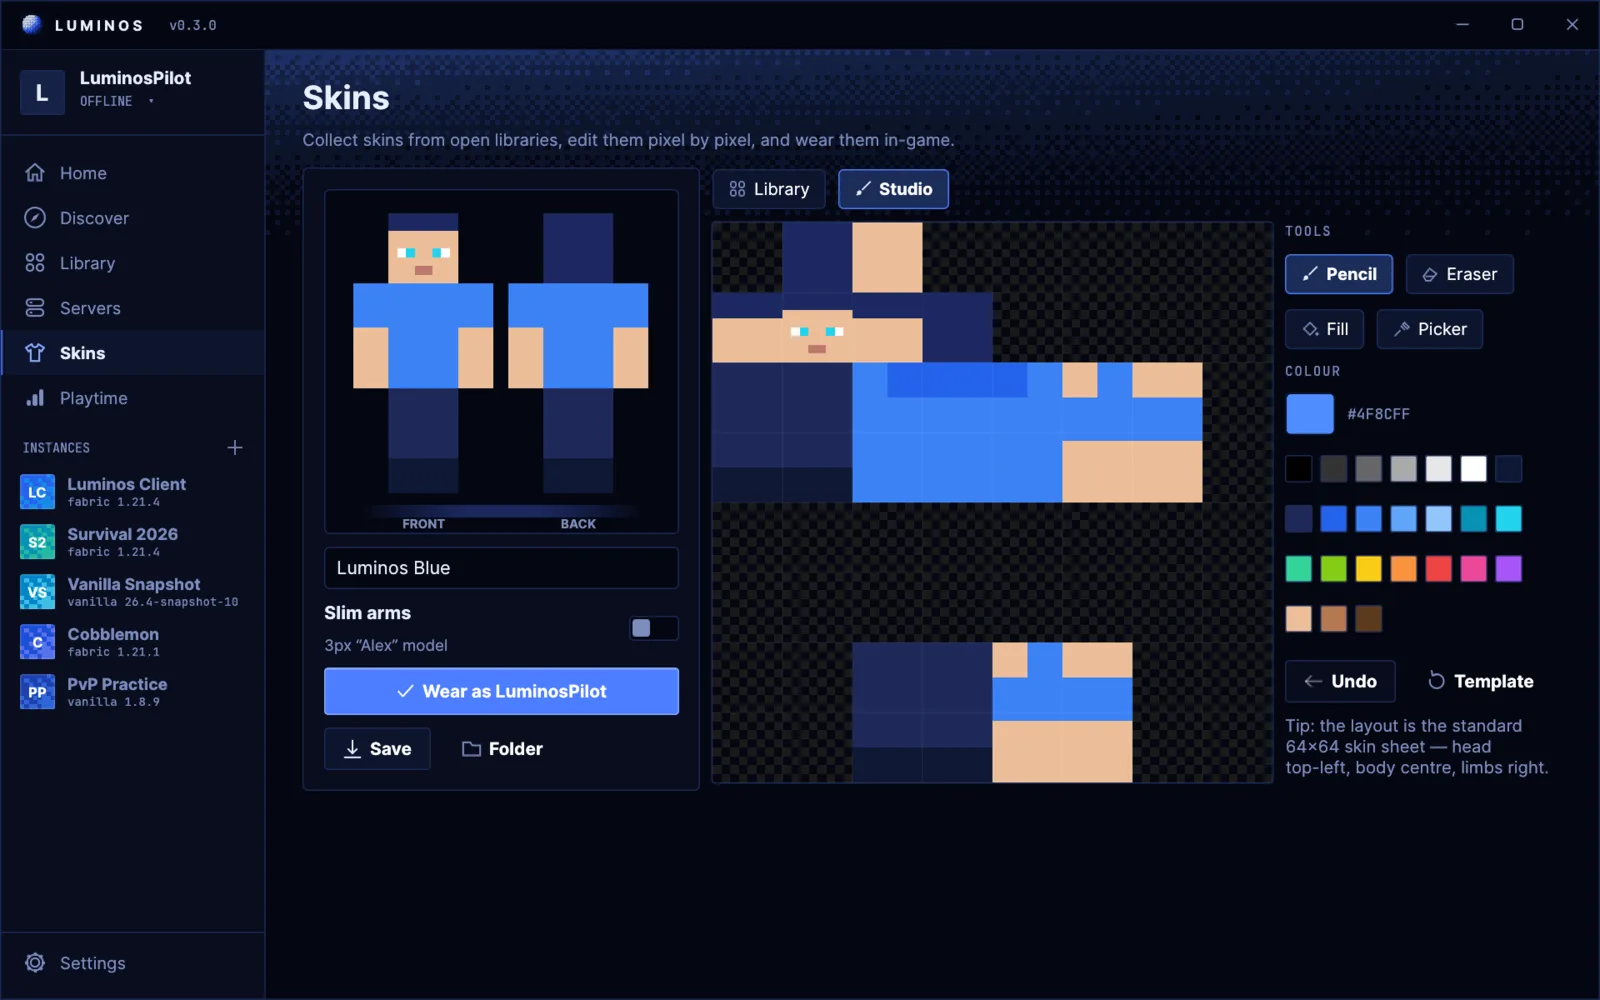 LUMINOS v0.3.0
L
LuminosPilot
OFFLINE
Home
Discover
Library
Servers
Skins
Playtime
INSTANCES
LC
Luminos Client
fabric 1.21.4
S2
Survival 2026
fabric 1.21.4
VS
Vanilla Snapshot
vanilla 26.4-snapshot-10
C
Cobblemon
fabric 1.21.1
PP
PvP Practice
vanilla 1.8.9
Settings
Skins
Collect skins from open libraries, edit them pixel by pixel, and wear them in-game.
FRONT BACK
Luminos Blue
Slim arms
3px “Alex” model
Wear as LuminosPilot
Save Folder
Library Studio
TOOLS
Pencil Eraser
Fill Picker
COLOUR
#4F8CFF
Undo Template
Tip: the layout is the standard
64×64 skin sheet — head
top-left, body centre, limbs right.